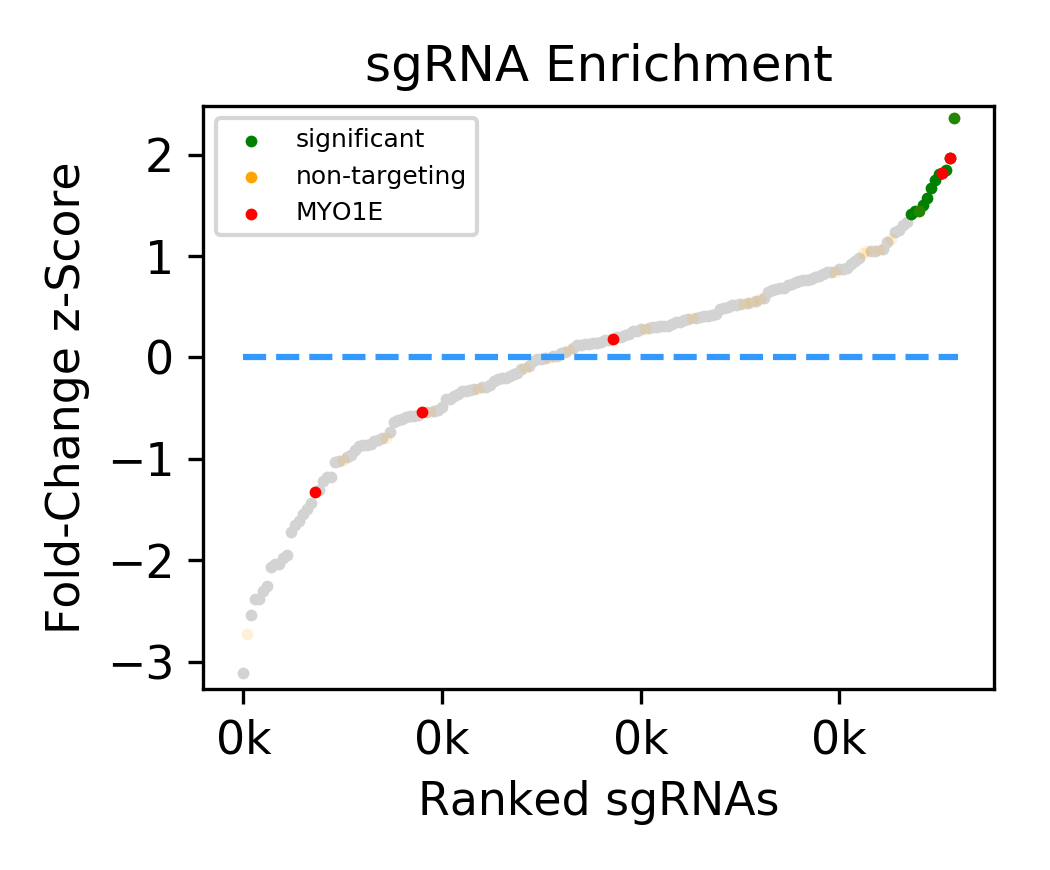 sgRNA Enrichment
significant
non-targeting
MYO1E
Fold-Change z-Score
2
1
0
−1
−2
−3
0k 0k 0k 0k
Ranked sgRNAs